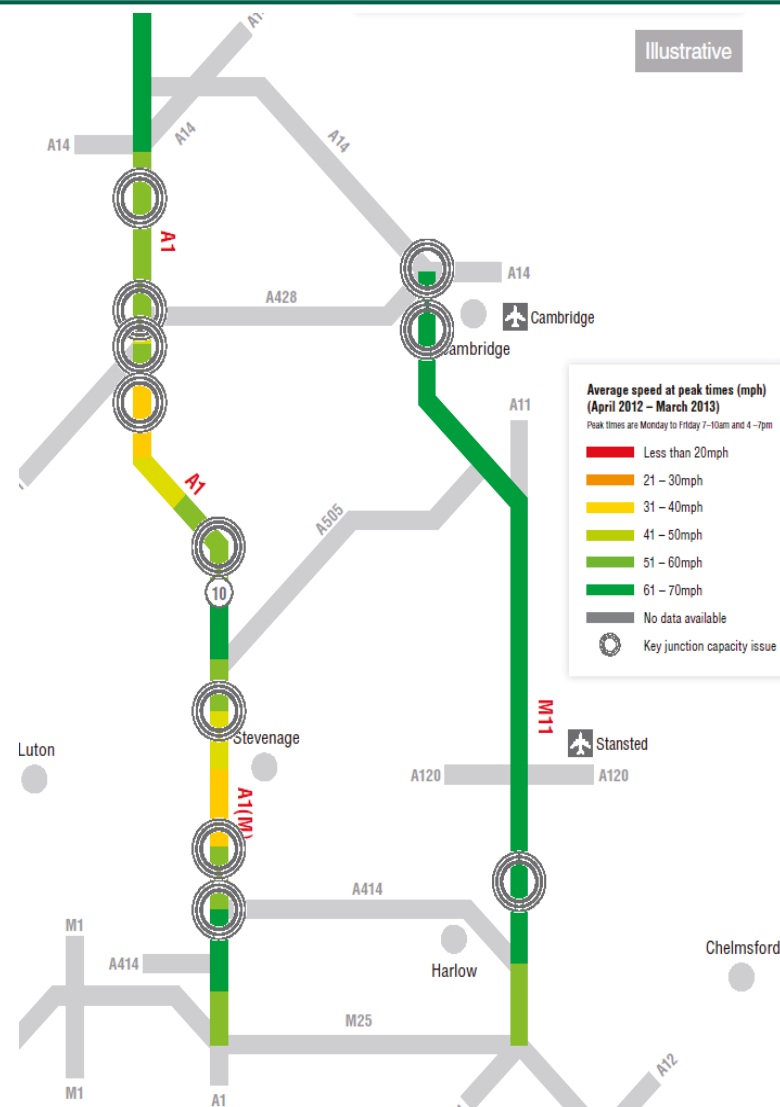 Illustrative
A14
A14
A14
A1
A14
A428
Cambridge
Cambridge
Average speed at peak times (mph)
(April 2012 – March 2013)
Peak times are Monday to Friday 7–10am and 4 –7pm
Less than 20mph
21 – 30mph
31 – 40mph
41 – 50mph
51 – 60mph
61 – 70mph
No data available
Key junction capacity issue
A11
A1
A505
10
M11
Stevenage
Stansted
Luton
A120
A120
A1(M)
A414
M1
Harlow
Chelmsford
A414
M25
M1
A1
A12